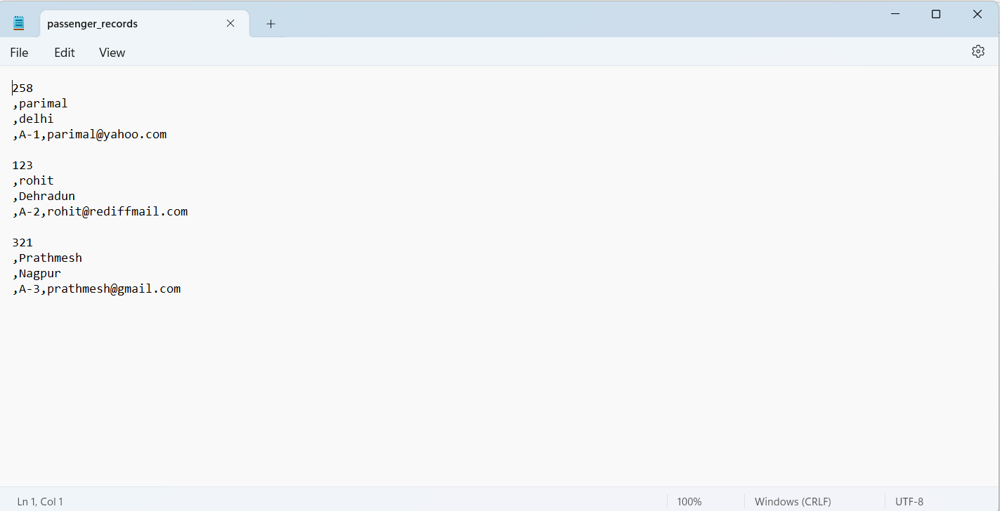 passenger_records
File Edit View
258
,parimal
,delhi
,A-1,parimal@yahoo.com
123
,rohit
,Dehradun
,A-2,rohit@rediffmail.com
321
,Prathmesh
,Nagpur
,A-3,prathmesh@gmail.com
Ln 1, Col 1 100% Windows (CRLF) UTF-8